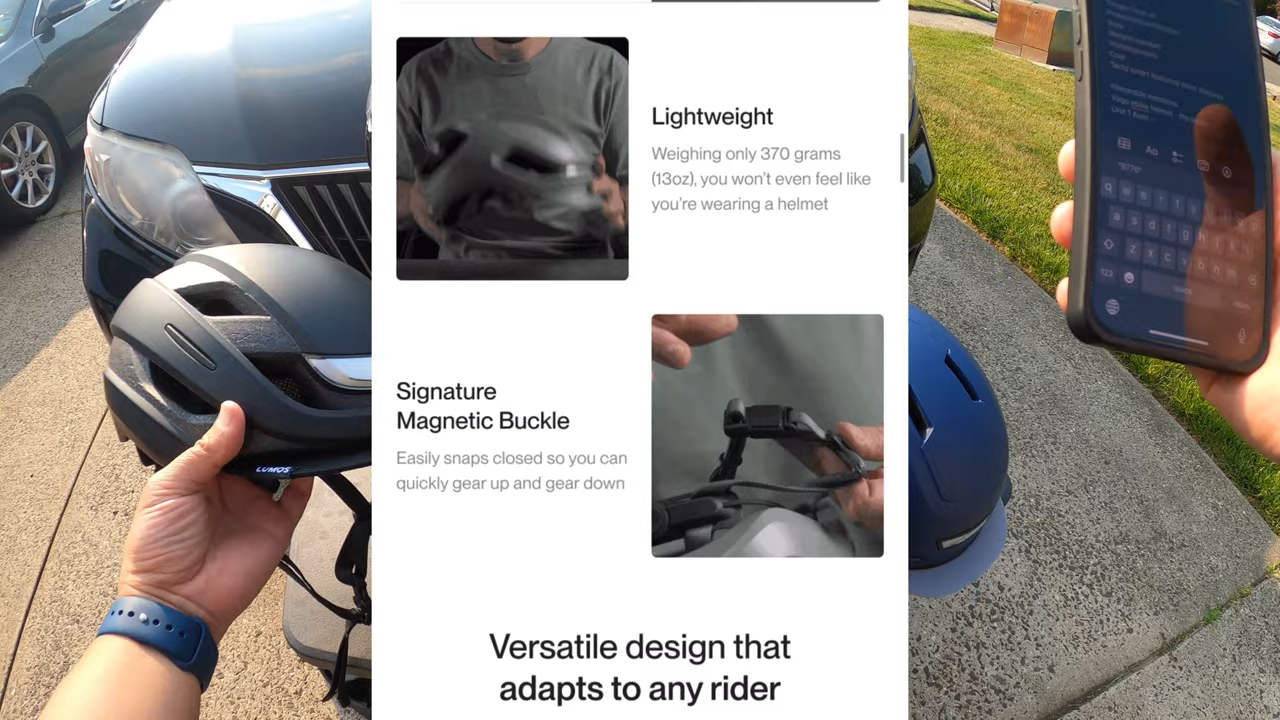 Lightweight
Weighing only 370 grams
(13oz), you won't even feel like
you're wearing a helmet
Signature
Magnetic Buckle
Easily snaps closed so you can
quickly gear up and gear down
Versatile design that
adapts to any rider
LUMOS
Aa
q w e r t y
a s d f g h
z x c v b n m
123